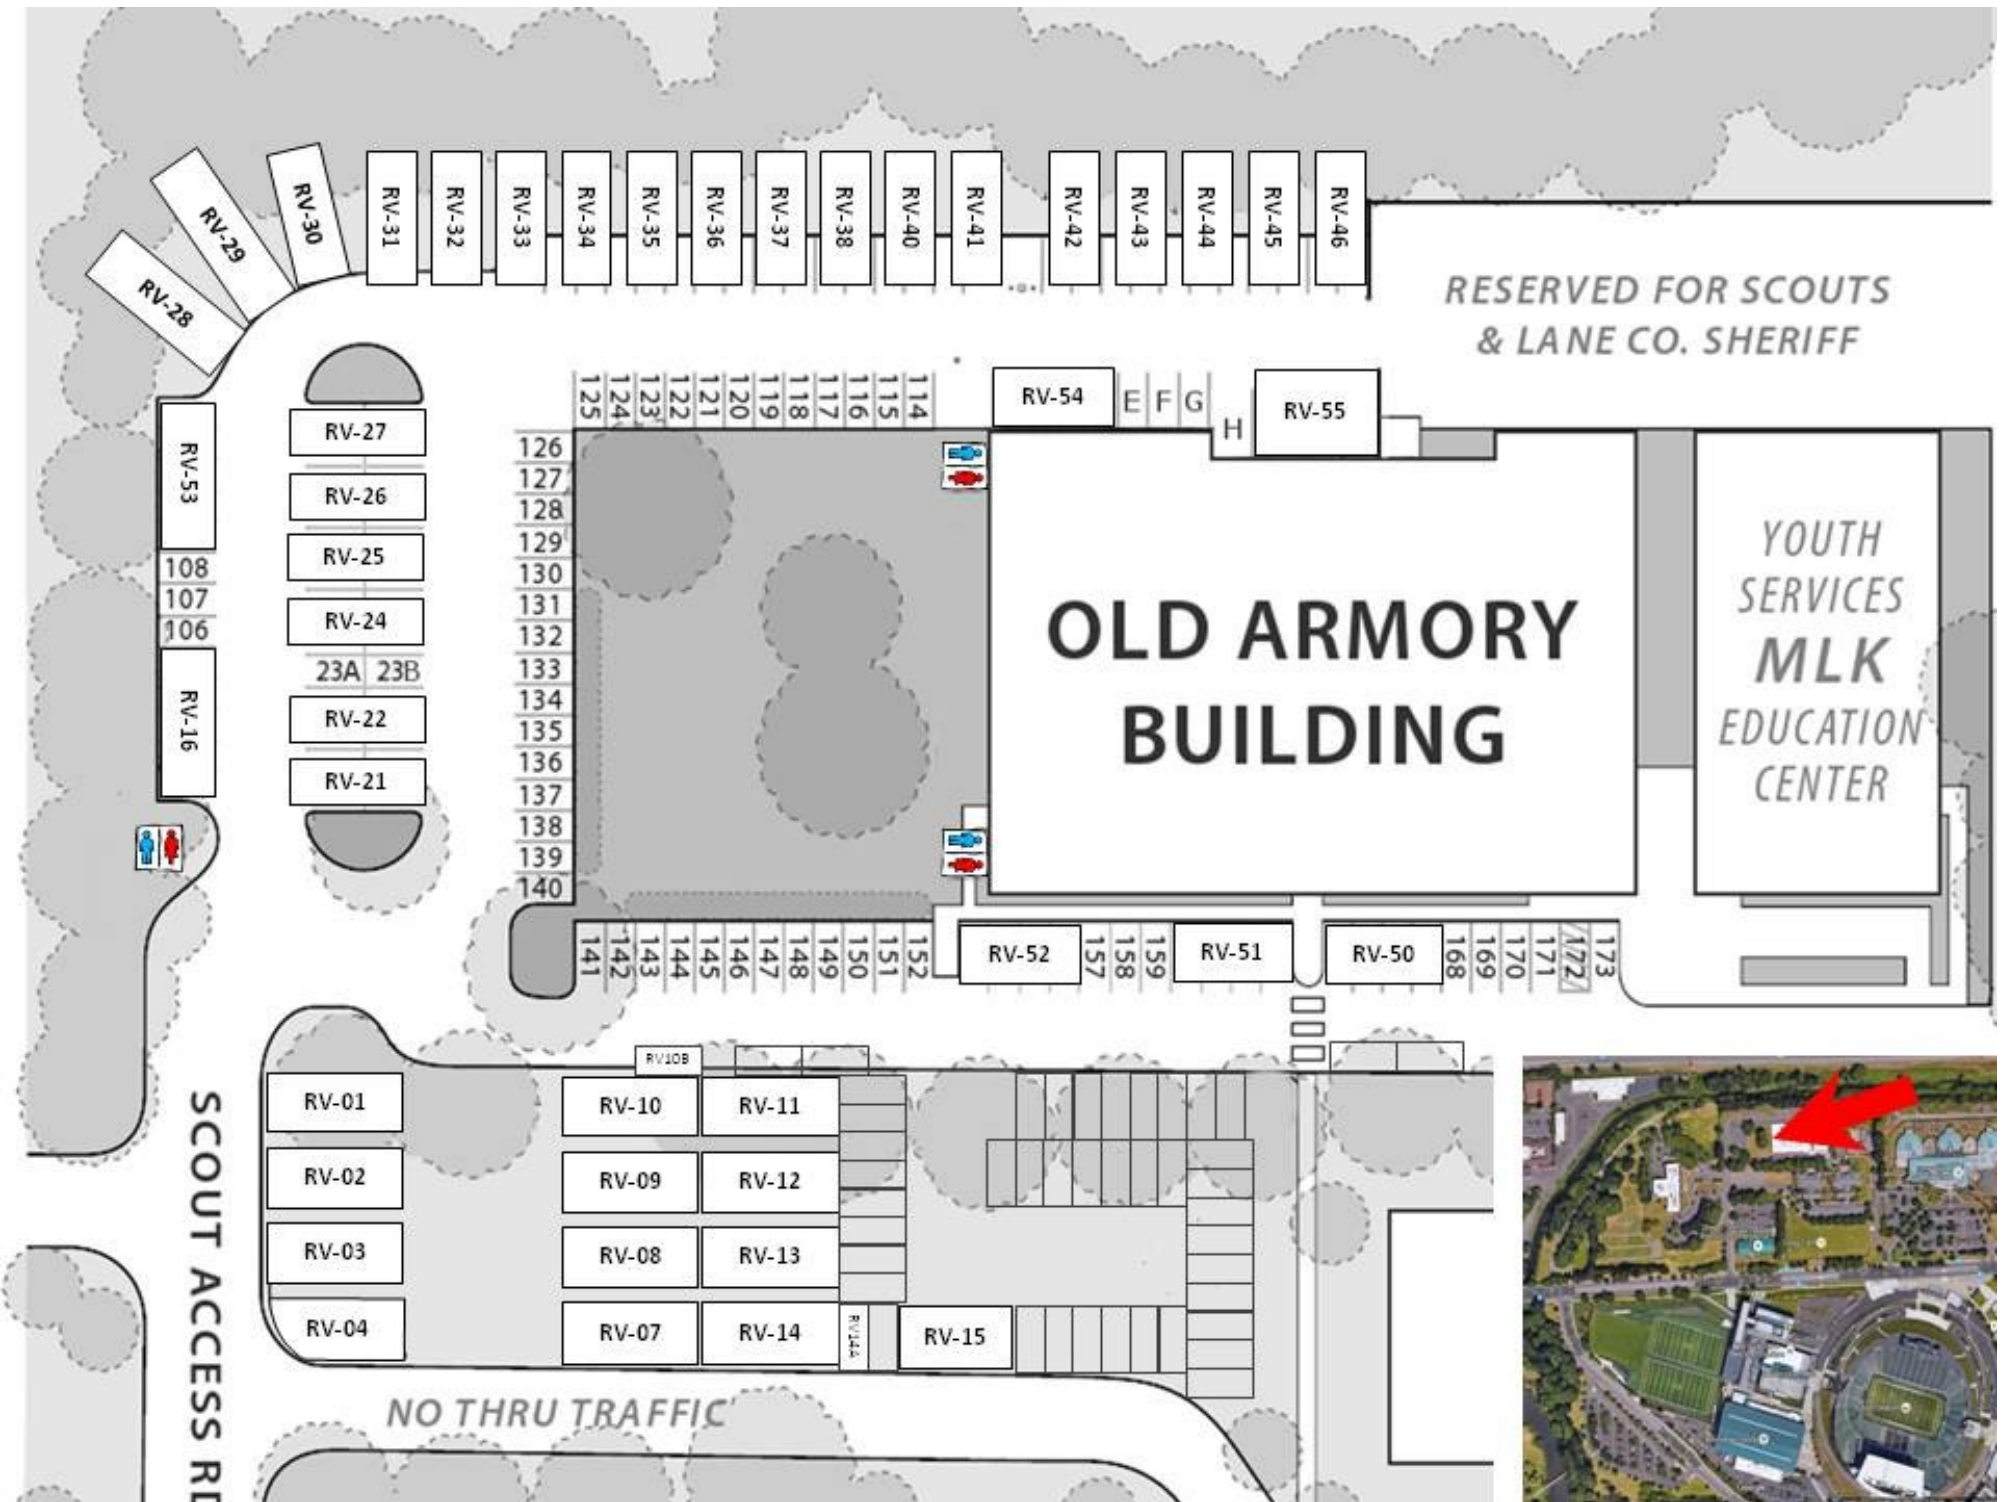 RV-28
RV-29
RV-30
RV-31
RV-32
RV-33
RV-34
RV-35
RV-36
RV-37
RV-38
RV-40
RV-41
RV-42
RV-43
RV-44
RV-45
RV-46
RESERVED FOR SCOUTS
& LANE CO. SHERIFF
RV-53
108
107
106
RV-16
RV-27
RV-26
RV-25
RV-24
23A 23B
RV-22
RV-21
125
124
123
122
121
120
119
118
117
116
115
114
RV-54
E
F
G
H
RV-55
126
127
128
129
130
131
132
133
134
135
136
137
138
139
140
OLD ARMORY
BUILDING
YOUTH
SERVICES
MLK
EDUCATION
CENTER
141
142
143
144
145
146
147
148
149
150
151
152
RV-52
157
158
159
RV-51
RV-50
168
169
170
171
172
173
SCOUT ACCESS RD
RV10B
RV-01
RV-10
RV-11
RV-02
RV-09
RV-12
RV-03
RV-08
RV-13
RV-04
RV-07
RV-14
RV14A
RV-15
NO THRU TRAFFIC